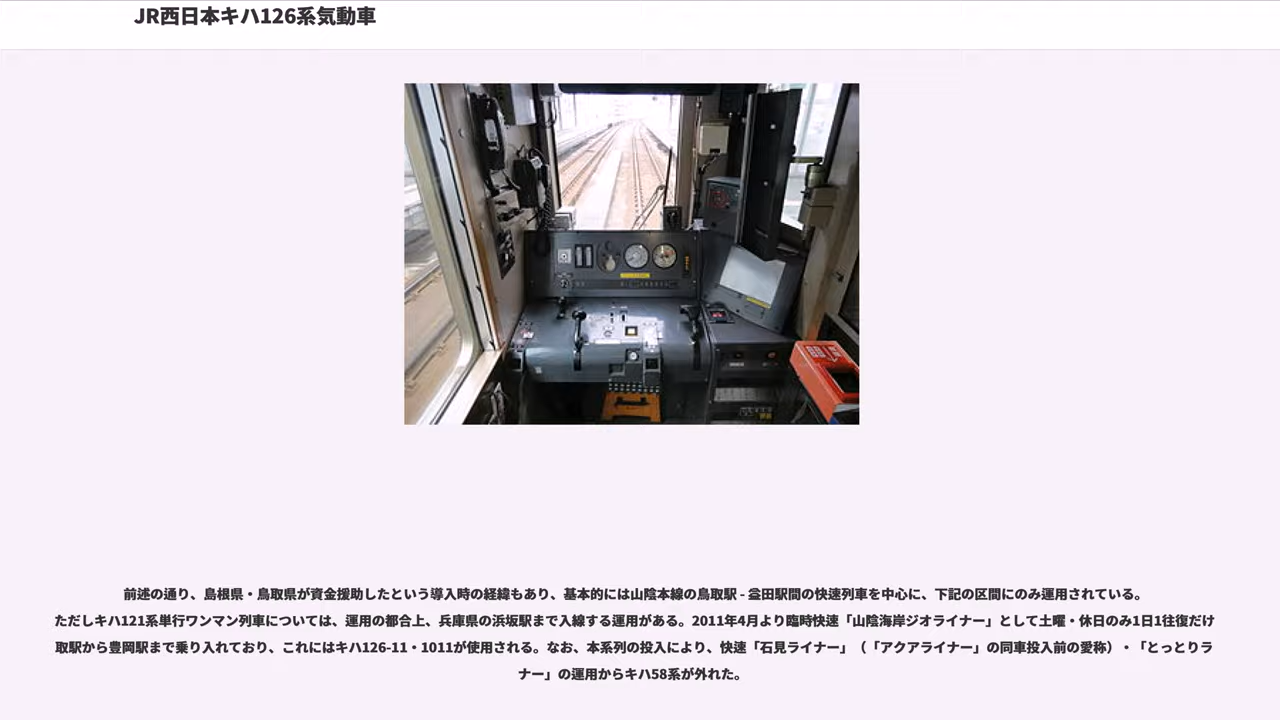 JR西日本キハ126系気動車
前述の通り、島根県・鳥取県が資金援助したという導入時の経緯もあり、基本的には山陰本線の鳥取駅 - 益田駅間の快速列車を中心に、下記の区間にのみ運用されている。
ただしキハ121系単行ワンマン列車については、運用の都合上、兵庫県の浜坂駅まで入線する運用がある。2011年4月より臨時快速「山陰海岸ジオライナー」として土曜・休日のみ1日1往復だけ
取駅から豊岡駅まで乗り入れており、これにはキハ126-11・1011が使用される。なお、本系列の投入により、快速「石見ライナー」（「アクアライナー」の同車投入前の愛称）・「とっとりラ
ナー」の運用からキハ58系が外れた。